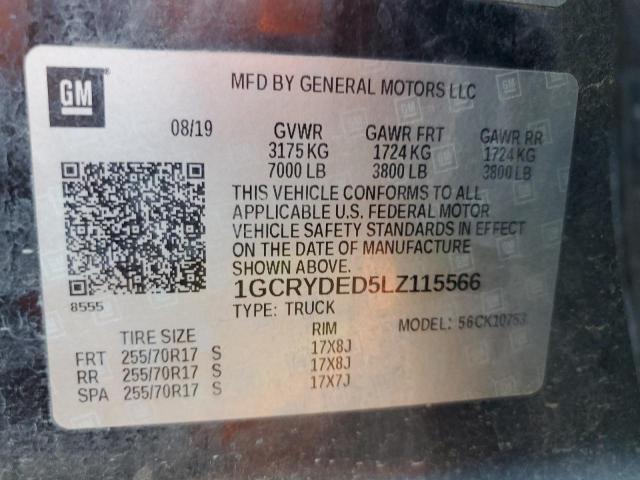 GM
MFD BY GENERAL MOTORS LLC
08/19 GVWR GAWR FRT GAWR RR
3175 KG 1724 KG 1724 KG
7000 LB 3800 LB 3800 LB
THIS VEHICLE CONFORMS TO ALL
APPLICABLE U.S. FEDERAL MOTOR
VEHICLE SAFETY STANDARDS IN EFFECT
ON THE DATE OF MANUFACTURE
SHOWN ABOVE.
8555
1GCRYDED5LZ115566
TYPE: TRUCK MODEL: 56CK10753
TIRE SIZE RIM
FRT 255/70R17 S 17X8J
RR 255/70R17 S 17X8J
SPA 255/70R17 S 17X7J